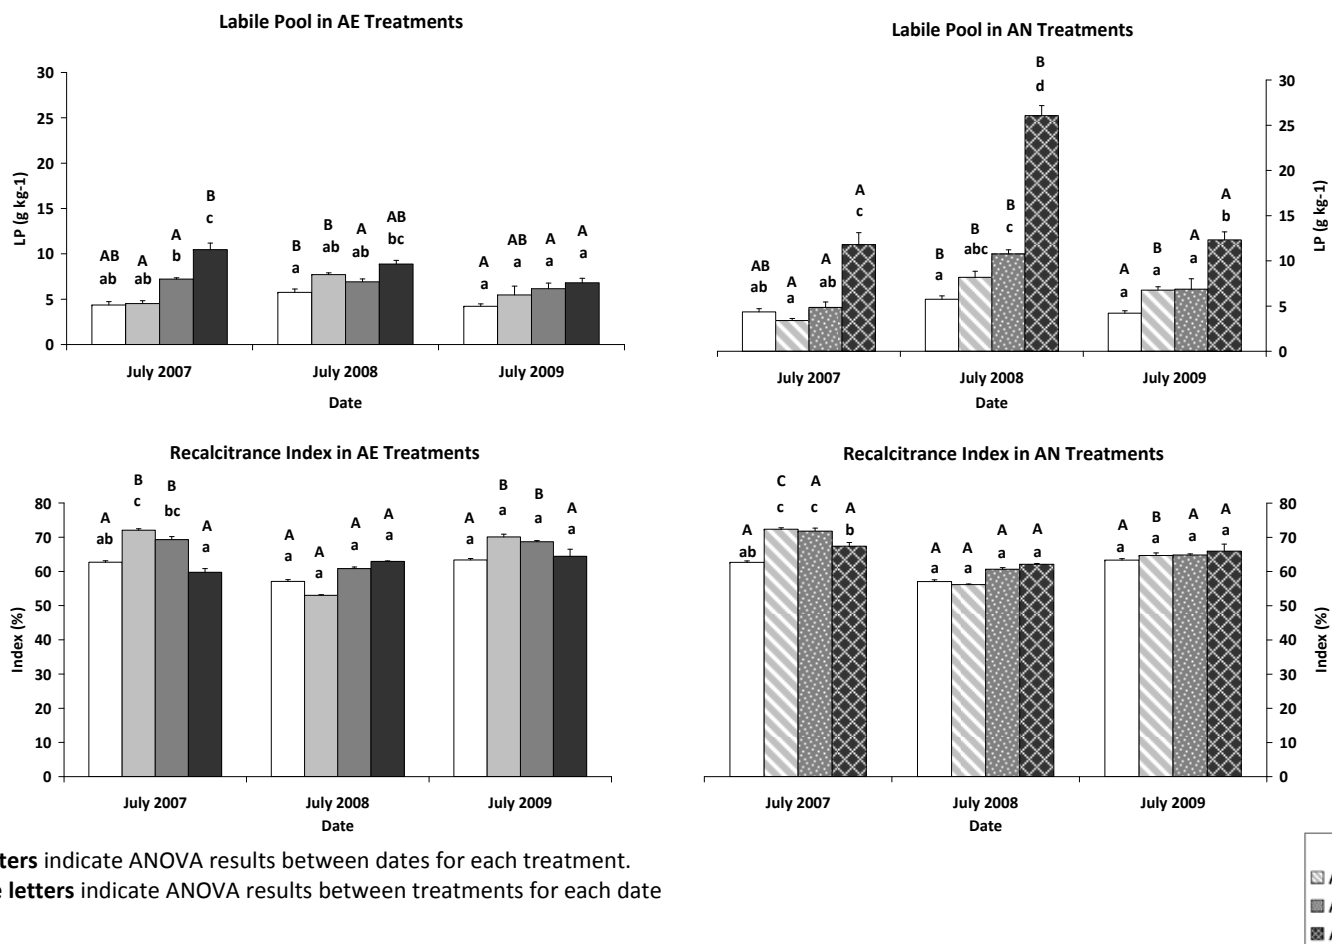 Labile Pool in AE Treatments
30
25
20
15
10
5
0
LP (g kg-1)
AB
ab
A
ab
A
b
B
c
B
a
B
ab
A
ab
AB
bc
A
a
AB
a
A
a
A
a
July 2007
July 2008
July 2009
Date
Labile Pool in AN Treatments
30
25
20
15
10
5
0
LP (g kg-1)
AB
ab
A
a
A
ab
A
c
B
a
B
abc
B
c
B
d
A
a
B
a
A
a
A
b
July 2007
July 2008
July 2009
Date
Recalcitrance Index in AE Treatments
80
70
60
50
40
30
20
10
0
Index (%)
A
ab
B
c
B
bc
A
a
A
a
A
a
A
a
A
a
A
a
B
a
B
a
A
a
July 2007
July 2008
July 2009
Date
Recalcitrance Index in AN Treatments
80
70
60
50
40
30
20
10
0
Index (%)
A
ab
C
c
A
c
A
b
A
a
A
a
A
a
A
a
A
a
B
a
A
a
A
a
July 2007
July 2008
July 2009
Date
ters indicate ANOVA results between dates for each treatment.
letters indicate ANOVA results between treatments for each date